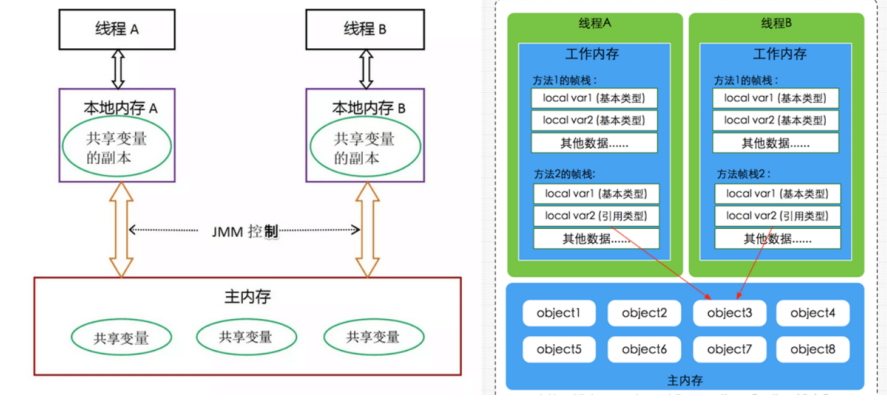 线程 A
线程 B
本地内存 A
本地内存 B
共享变量
的副本
共享变量
的副本
JMM 控制
主内存
共享变量
共享变量
共享变量
线程A
工作内存
方法1的帧栈：
local var1 (基本类型)
local var2 (基本类型)
其他数据......
方法2的帧栈:
local var1 (基本类型)
local var2 (引用类型)
其他数据......
线程B
工作内存
方法1的帧栈：
local var1 (基本类型)
local var2 (基本类型)
其他数据......
方法帧栈2：
local var1 (基本类型)
local var2 (引用类型)
其他数据......
object1
object2
object3
object4
object5
object6
object7
object8
主内存